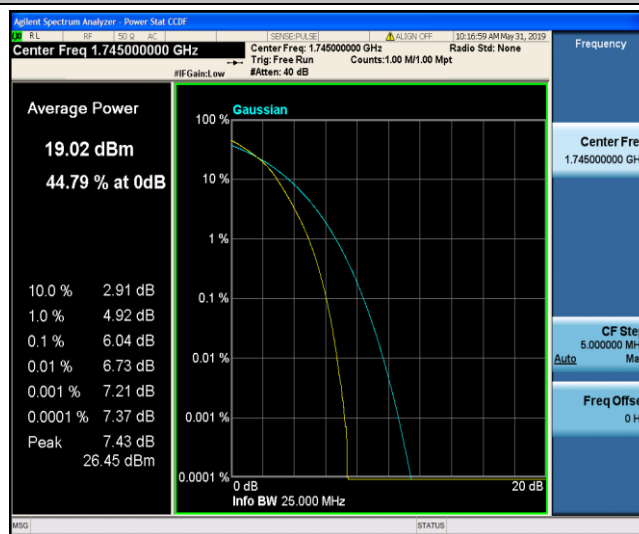 Agilent Spectrum Analyzer - Power Stat CCDF
RL RF 50 Ω AC SENSE:PULSE ALIGN OFF 10:16:59 AM May 31, 2019
Center Freq 1.745000000 GHz
Center Freq: 1.745000000 GHz Radio Std: None
Trig: Free Run Counts:1.00 M/1.00 Mpt
#IFGain:Low #Atten: 40 dB
Frequency
Average Power
19.02 dBm
44.79 % at 0dB
10.0 % 2.91 dB
1.0 % 4.92 dB
0.1 % 6.04 dB
0.01 % 6.73 dB
0.001 % 7.21 dB
0.0001 % 7.37 dB
Peak 7.43 dB
26.45 dBm
Gaussian
100 %
10 %
1 %
0.1 %
0.01 %
0.001 %
0.0001 %
0 dB 20 dB
Info BW 25.000 MHz
Center Fre
1.745000000 GH
CF Ste
5.000000 MH
Auto Ma
Freq Offse
0 H
MSG STATUS